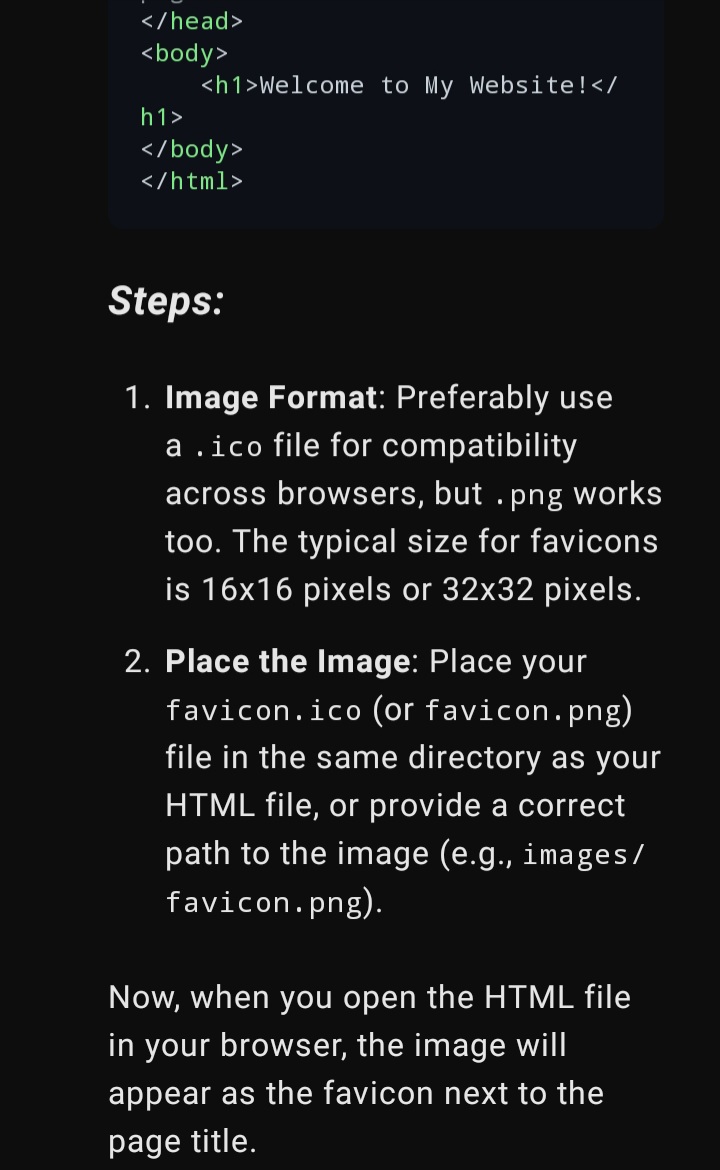 </head>
<body>
    <h1>Welcome to My Website!</
h1>
</body>
</html>
Steps:
1. Image Format: Preferably use
a .ico file for compatibility
across browsers, but .png works
too. The typical size for favicons
is 16x16 pixels or 32x32 pixels.
2. Place the Image: Place your
favicon.ico (or favicon.png)
file in the same directory as your
HTML file, or provide a correct
path to the image (e.g., images/
favicon.png).
Now, when you open the HTML file
in your browser, the image will
appear as the favicon next to the
page title.